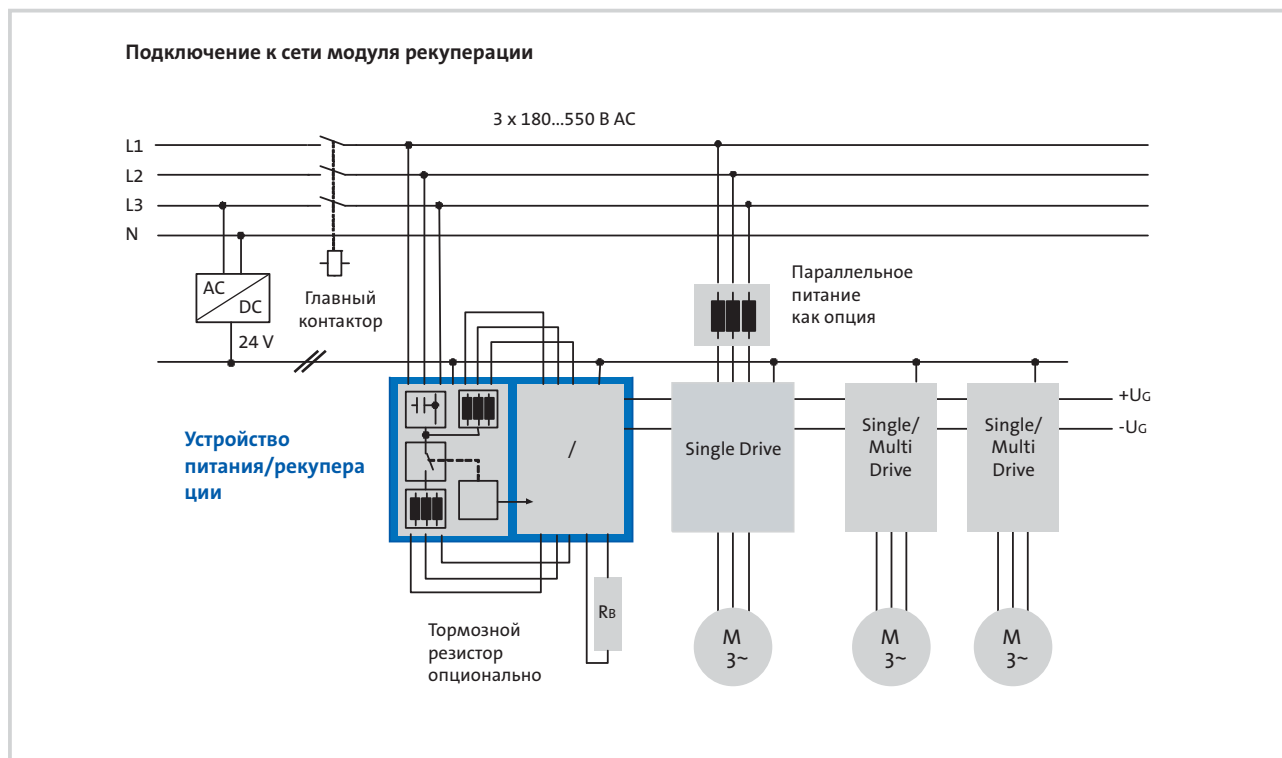 Подключение к сети модуля рекуперации
3 x 180...550 В AC
L1
L2
L3
N
AC
DC
24 V
Главный
контактор
Параллельное
питание
как опция
+UG
-UG
Устройство
питания/рекупера
ции
/
Single Drive
Single/
Multi
Drive
Single/
Multi
Drive
RB
Тормозной
резистор
опционально
M
3~
M
3~
M
3~